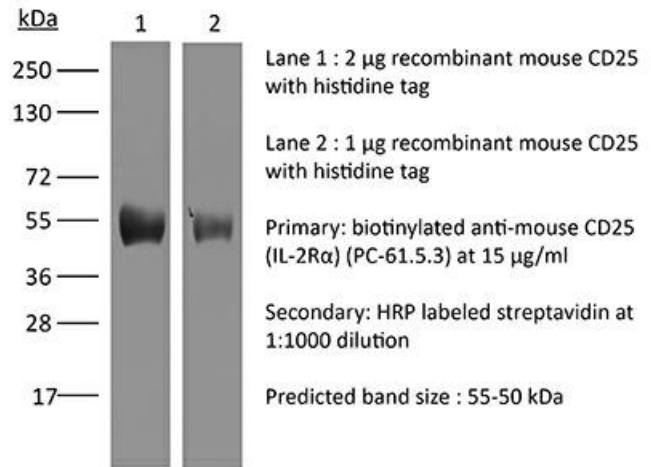 kDa
1 2
250
130
72
55
36
28
17
Lane 1 : 2 µg recombinant mouse CD25
with histidine tag
Lane 2 : 1 µg recombinant mouse CD25
with histidine tag
Primary: biotinylated anti-mouse CD25
(IL-2Rα) (PC-61.5.3) at 15 µg/ml
Secondary: HRP labeled streptavidin at
1:1000 dilution
Predicted band size : 55-50 kDa